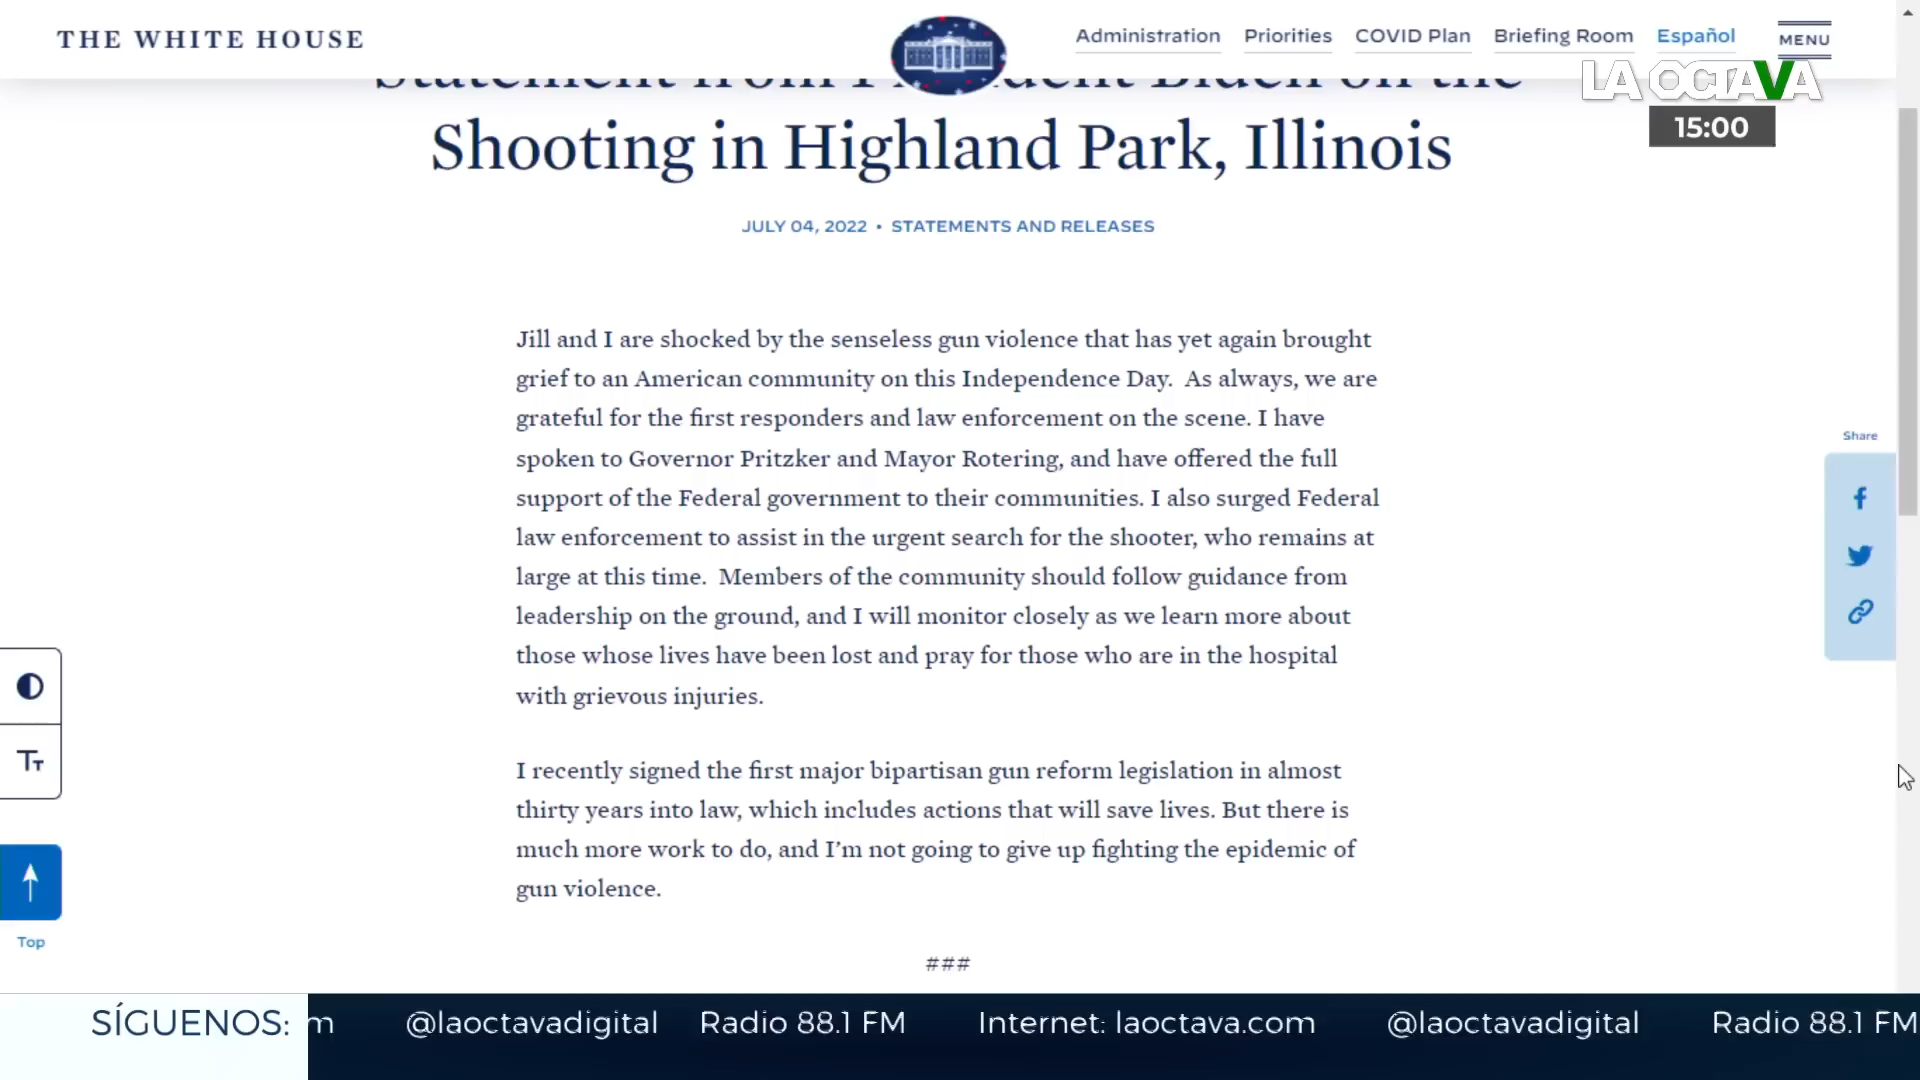 THE WHITE HOUSE
Administration Priorities COVID Plan Briefing Room Español MENU
LA OCTAVA
15:00
Statement from President Biden on the
Shooting in Highland Park, Illinois
JULY 04, 2022 • STATEMENTS AND RELEASES
Jill and I are shocked by the senseless gun violence that has yet again brought
grief to an American community on this Independence Day.  As always, we are
grateful for the first responders and law enforcement on the scene. I have
spoken to Governor Pritzker and Mayor Rotering, and have offered the full
support of the Federal government to their communities. I also surged Federal
law enforcement to assist in the urgent search for the shooter, who remains at
large at this time.  Members of the community should follow guidance from
leadership on the ground, and I will monitor closely as we learn more about
those whose lives have been lost and pray for those who are in the hospital
with grievous injuries.
I recently signed the first major bipartisan gun reform legislation in almost
thirty years into law, which includes actions that will save lives. But there is
much more work to do, and I’m not going to give up fighting the epidemic of
gun violence.
###
Share
Tт
Top
SÍGUENOS: m @laoctavadigital Radio 88.1 FM Internet: laoctava.com @laoctavadigital Radio 88.1 FM